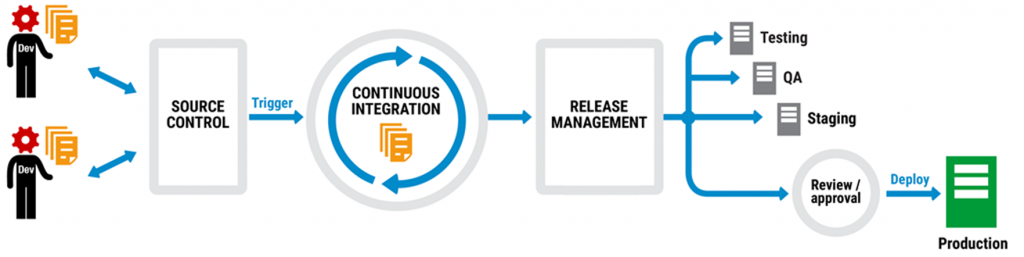 Dev
Dev
SOURCE
CONTROL
Trigger
CONTINUOUS
INTEGRATION
RELEASE
MANAGEMENT
Testing
QA
Staging
Review /
approval
Deploy
Production